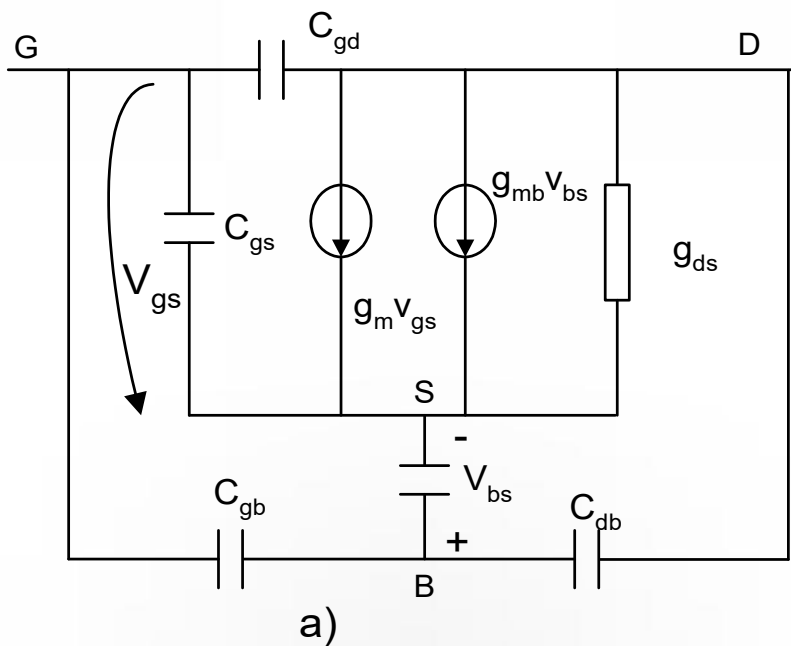 G
C_gd
D
g_mb v_bs
C_gs
g_ds
V_gs
g_m v_gs
S
-
V_bs
C_gb
C_db
+
B
a)